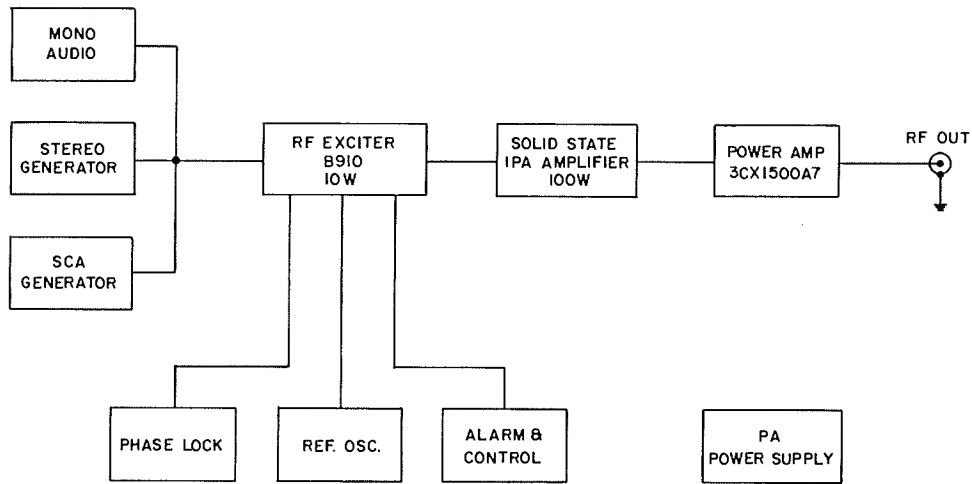 MONO
AUDIO
STEREO
GENERATOR
SCA
GENERATOR
RF EXCITER
B910
10W
SOLID STATE
IPA AMPLIFIER
100W
POWER AMP
3CX1500A7
RF OUT
PHASE LOCK
REF. OSC.
ALARM &
CONTROL
PA
POWER SUPPLY